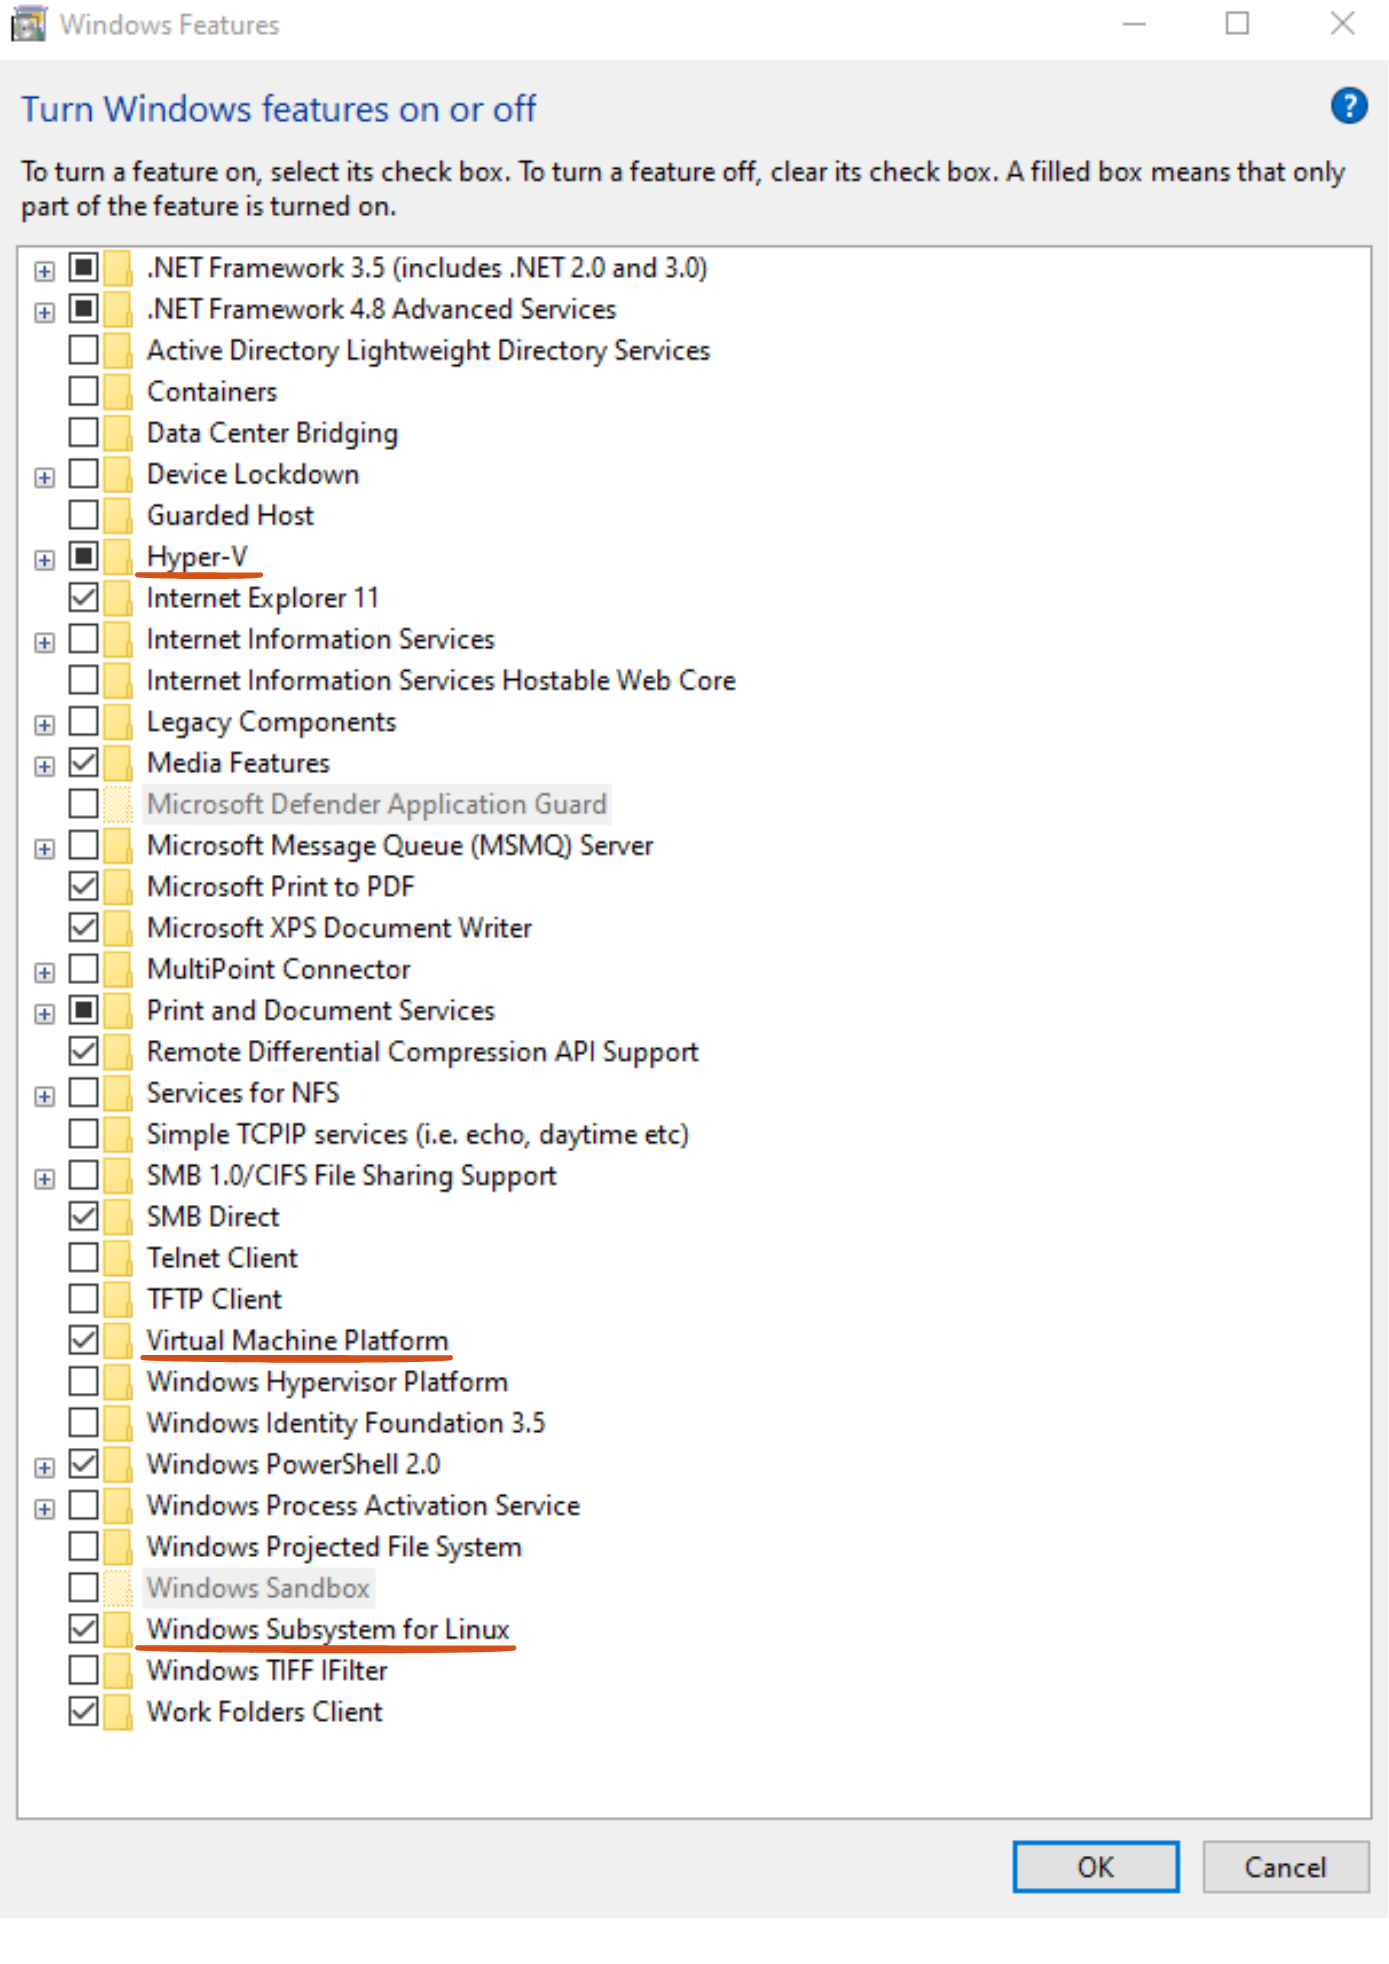 Windows Features
Turn Windows features on or off
?
To turn a feature on, select its check box. To turn a feature off, clear its check box. A filled box means that only
part of the feature is turned on.
.NET Framework 3.5 (includes .NET 2.0 and 3.0)
.NET Framework 4.8 Advanced Services
Active Directory Lightweight Directory Services
Containers
Data Center Bridging
Device Lockdown
Guarded Host
Hyper-V
Internet Explorer 11
Internet Information Services
Internet Information Services Hostable Web Core
Legacy Components
Media Features
Microsoft Defender Application Guard
Microsoft Message Queue (MSMQ) Server
Microsoft Print to PDF
Microsoft XPS Document Writer
MultiPoint Connector
Print and Document Services
Remote Differential Compression API Support
Services for NFS
Simple TCPIP services (i.e. echo, daytime etc)
SMB 1.0/CIFS File Sharing Support
SMB Direct
Telnet Client
TFTP Client
Virtual Machine Platform
Windows Hypervisor Platform
Windows Identity Foundation 3.5
Windows PowerShell 2.0
Windows Process Activation Service
Windows Projected File System
Windows Sandbox
Windows Subsystem for Linux
Windows TIFF IFilter
Work Folders Client
OK
Cancel